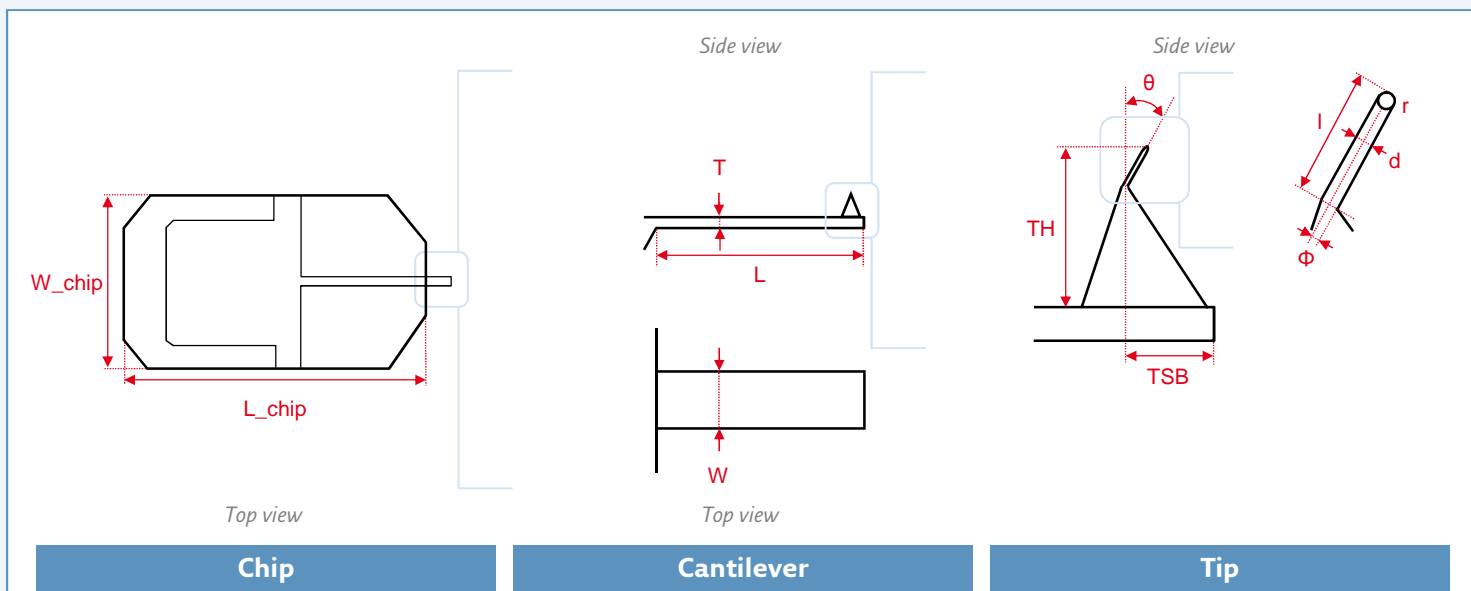 Side view
Side view
θ
l
r
d
T
W_chip
TH
L
Φ
TSB
L_chip
W
Top view
Top view
Chip
Cantilever
Tip